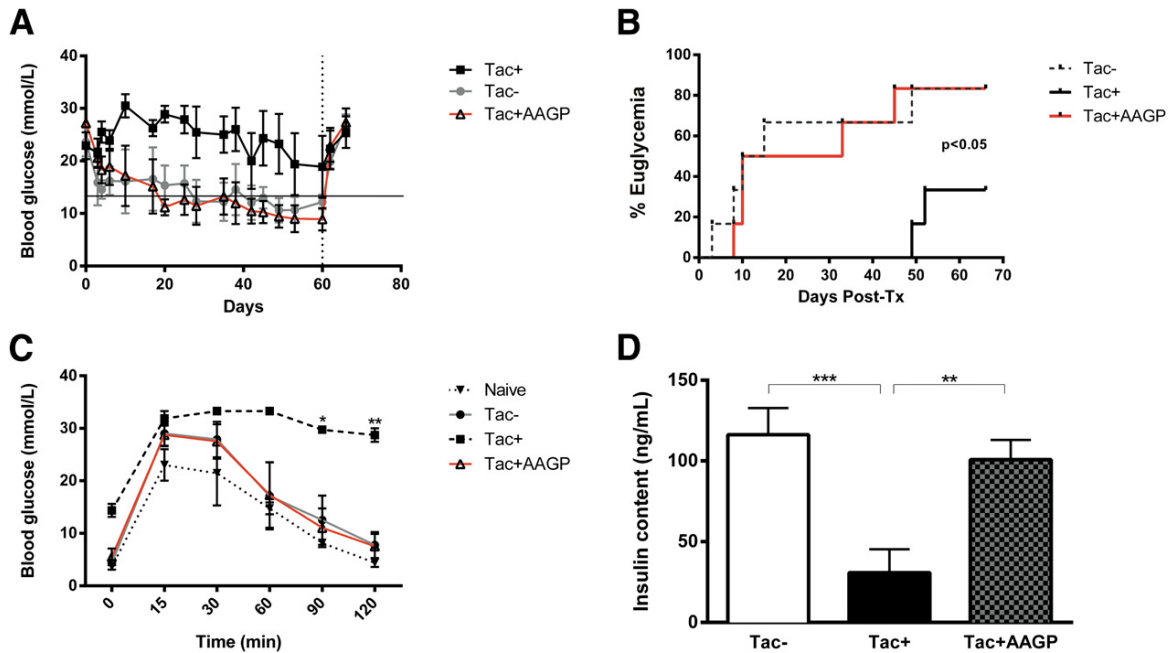 A
Blood glucose (mmol/L)
40
30
20
10
0
0 20 40 60 80
Days
Tac+
Tac-
Tac+AAGP
B
% Euglycemia
100
80
60
40
20
0
0 10 20 30 40 50 60 70
Days Post-Tx
p<0.05
Tac-
Tac+
Tac+AAGP
C
Blood glucose (mmol/L)
40
30
20
10
0
0 15 30 60 90 120
Time (min)
* **
Naive
Tac-
Tac+
Tac+AAGP
D
Insulin content (ng/mL)
150
100
50
0
*** **
Tac- Tac+ Tac+AAGP